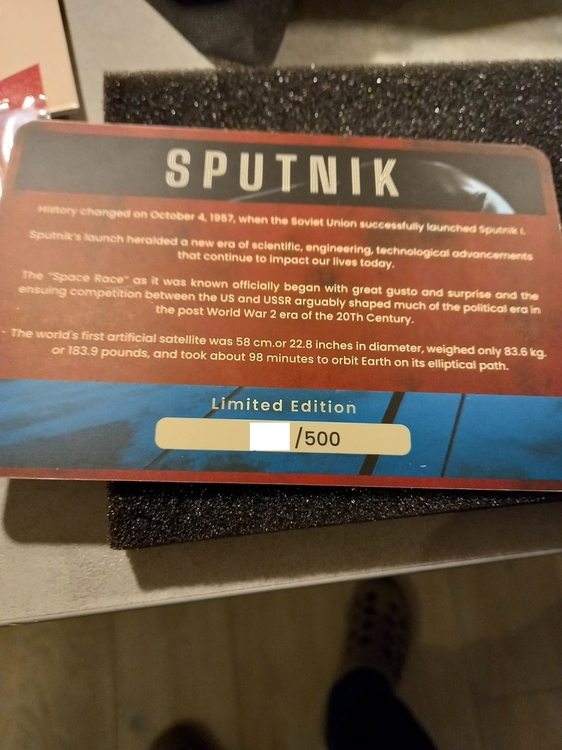 SPUTNIK
History changed on October 4, 1957, when the Soviet Union successfully launched Sputnik I.
Sputnik's launch heralded a new era of scientific, engineering, technological advancements
that continue to impact our lives today.
The "Space Race" as it was known officially began with great gusto and surprise and the
ensuing competition between the US and USSR arguably shaped much of the political era in
the post World War 2 era of the 20Th Century.
The world's first artificial satellite was 58 cm.or 22.8 inches in diameter, weighed only 83.6 kg.
or 183.9 pounds, and took about 98 minutes to orbit Earth on its elliptical path.
Limited Edition
/500